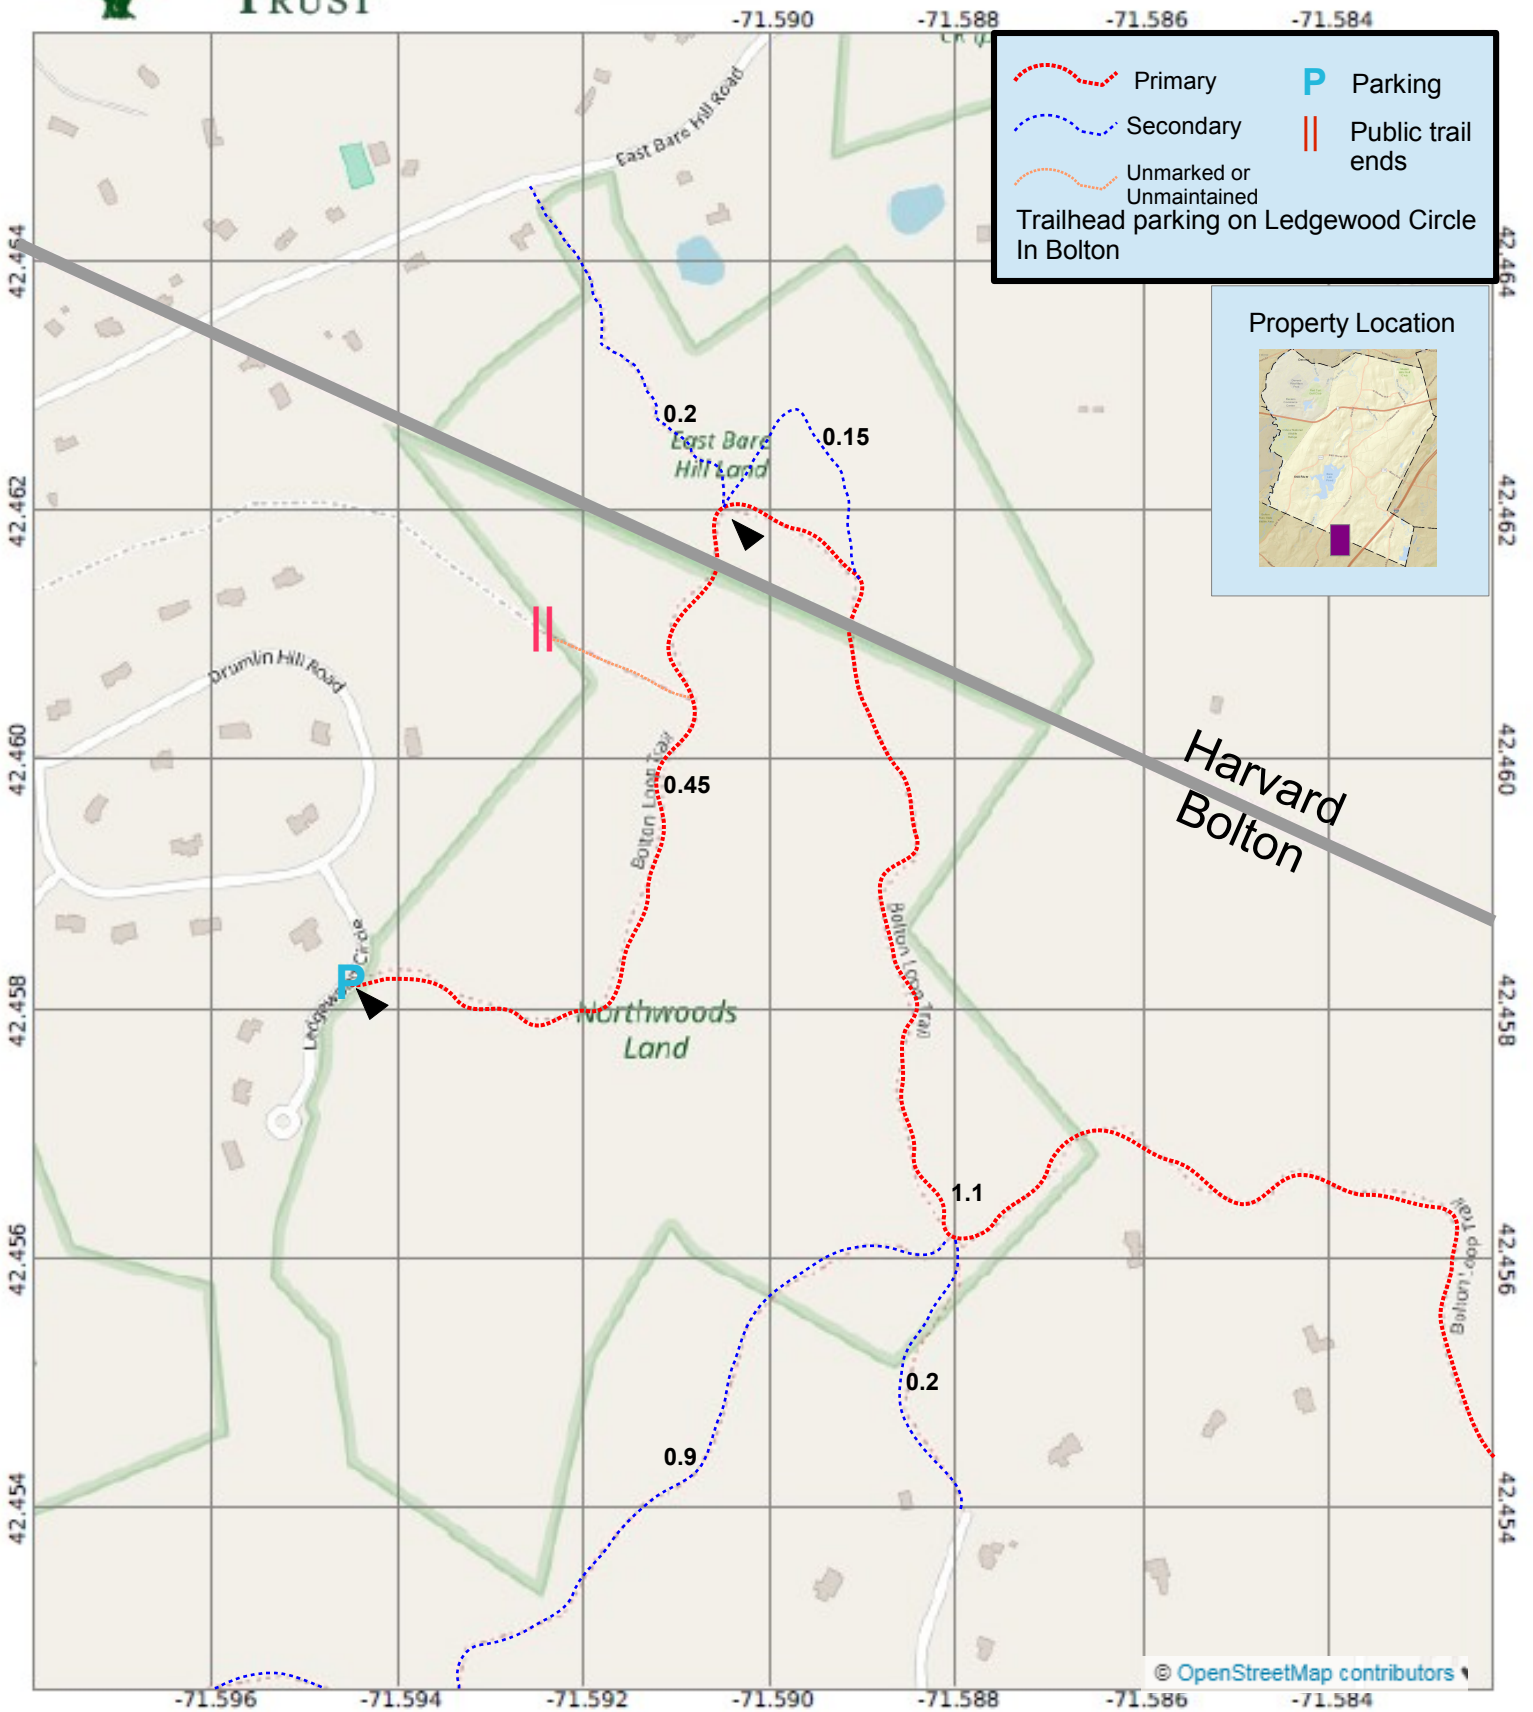 TRUST
-71.590
-71.588
-71.586
-71.584
Primary
Parking
P
Secondary
Public trail
ends
Unmarked or
Unmaintained
Trailhead parking on Ledgewood Circle
In Bolton
East Bare Hill Road
42.464
42.464
Property Location
0.2
0.15
East Bare
Hill Land
42.462
42.462
Drumlin Hill Road
42.460
42.460
Bolton Loop Trail
0.45
Harvard
Bolton
Bolton Loop Trail
P
Circle
42.458
42.458
Northwoods
Land
1.1
Bolton Loop Trail
42.456
42.456
0.2
0.9
42.454
42.454
© OpenStreetMap contributors
-71.596
-71.594
-71.592
-71.590
-71.588
-71.586
-71.584